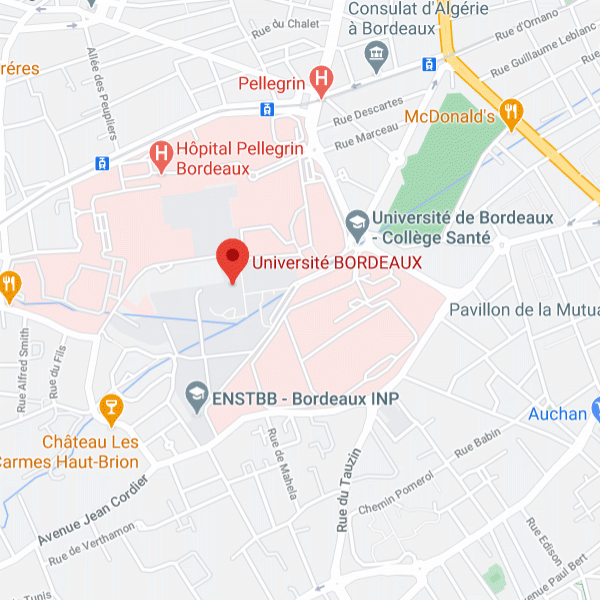 Consulat d'Algérie
à Bordeaux
Rue du Chalet
Rue d'Ornano
Rue Guillaume Leblanc
Allée des Peupliers
Pellegrin
Rue Descartes
McDonald's
Rue Marceau
Hôpital Pellegrin
Bordeaux
Université de Bordeaux
- Collège Santé
Université BORDEAUX
Pavillon de la Mutua
Rue Alfred Smith
Rue du Fils
ENSTBB - Bordeaux INP
Auchan
Château Les
Carmes Haut-Brion
Rue Babin
Rue de Mahela
Rue du Tauzin
Chemin Pomerol
Avenue Jean Cordier
Rue de Verthamon
Rue Edison
Avenue Paul Bert
Tunis